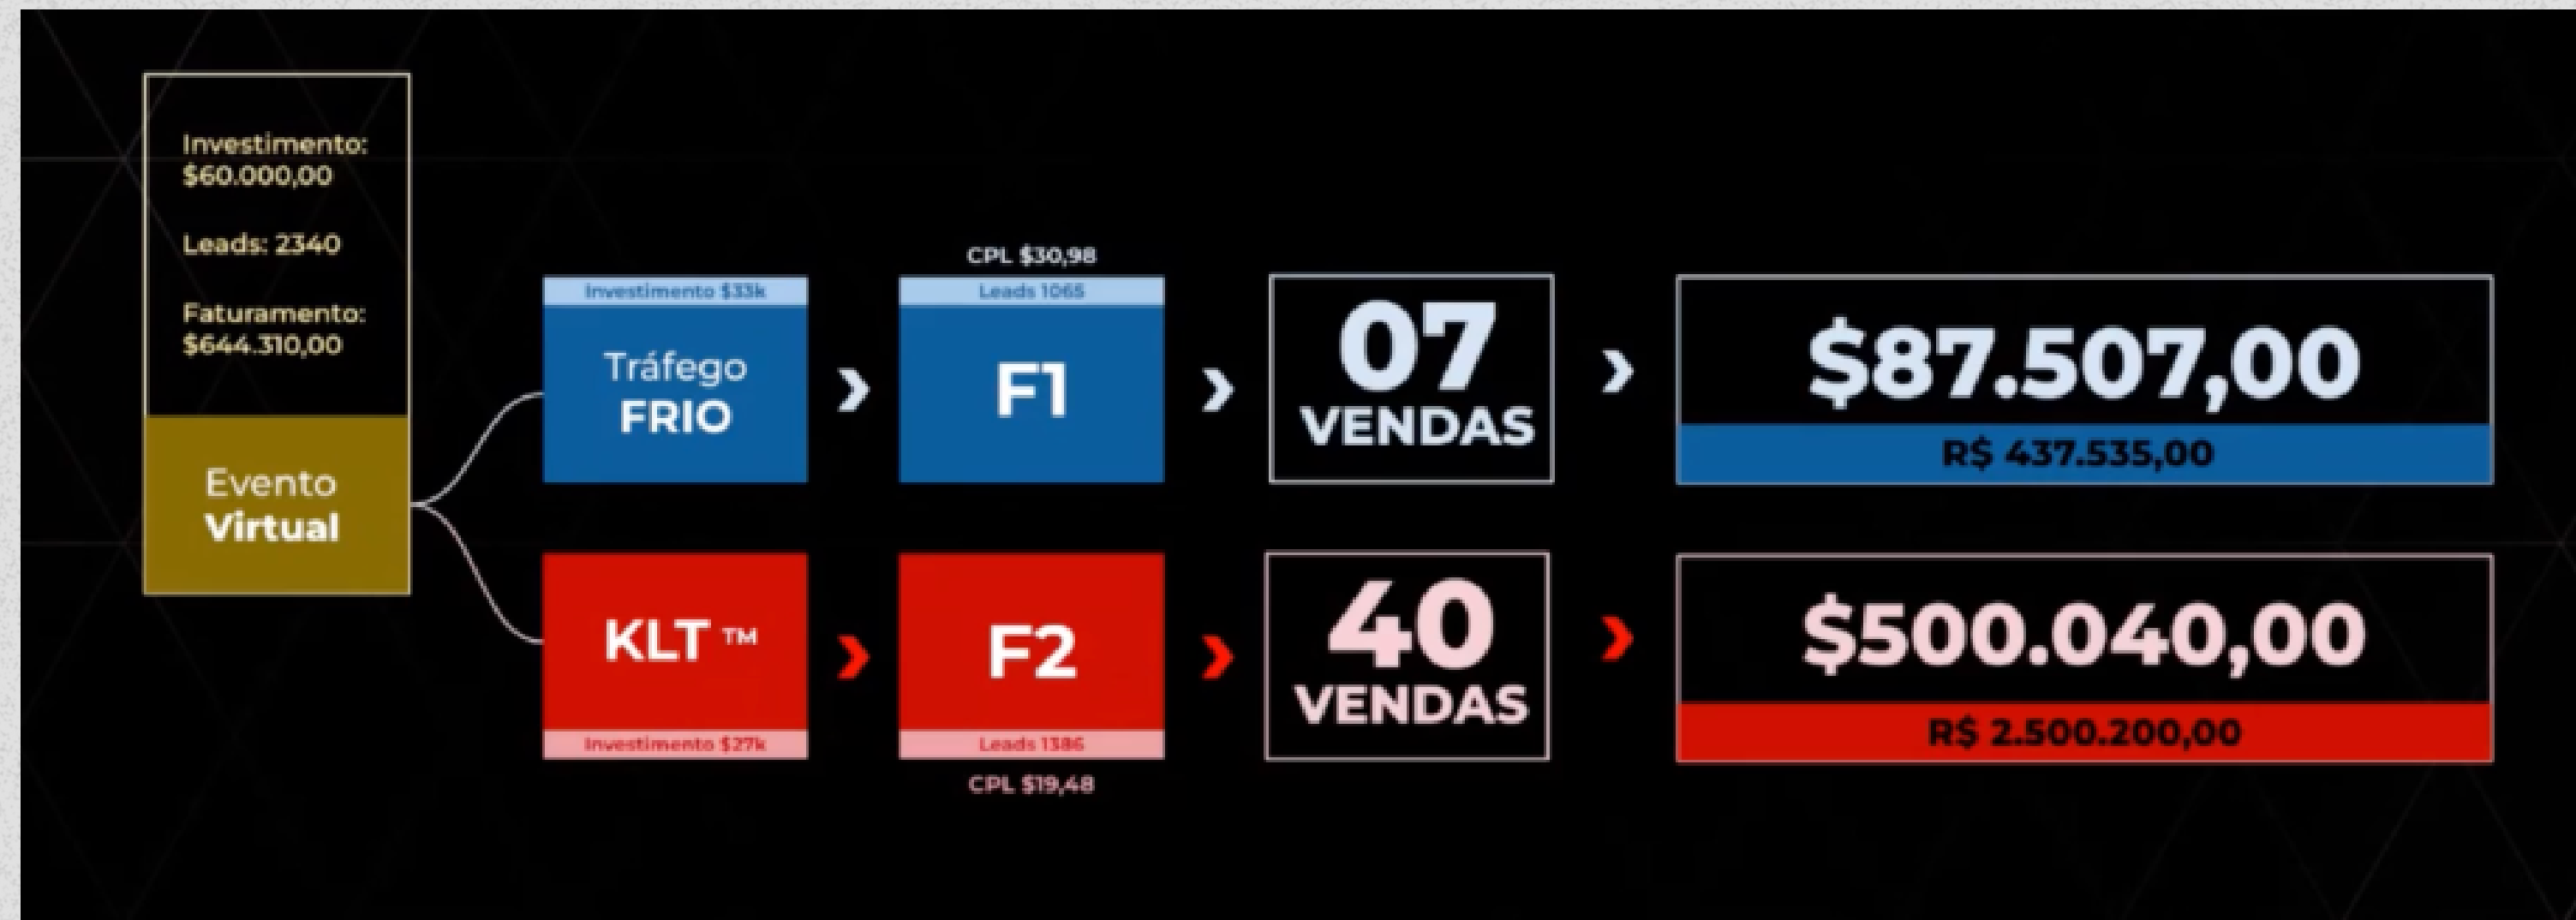 Investimento:
$60.000,00
Leads: 2340
Faturamento:
$644.310,00
Evento
Virtual
Investimento $33k
Tráfego
FRIO
CPL $30,98
Leads 1065
F1
07
VENDAS
$87.507,00
R$ 437.535,00
KLT ™
Investimento $27k
F2
Leads 1386
CPL $19,48
40
VENDAS
$500.040,00
R$ 2.500.200,00